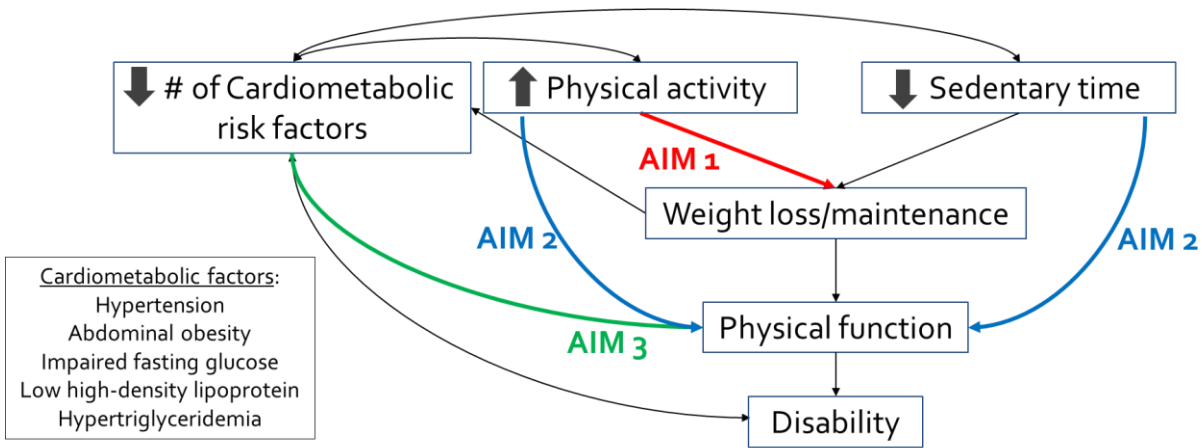 # of Cardiometabolic
risk factors
Physical activity
Sedentary time
AIM 1
Weight loss/maintenance
AIM 2
AIM 2
Cardiometabolic factors:
Hypertension
Abdominal obesity
Impaired fasting glucose
Low high-density lipoprotein
Hypertriglyceridemia
Physical function
AIM 3
Disability